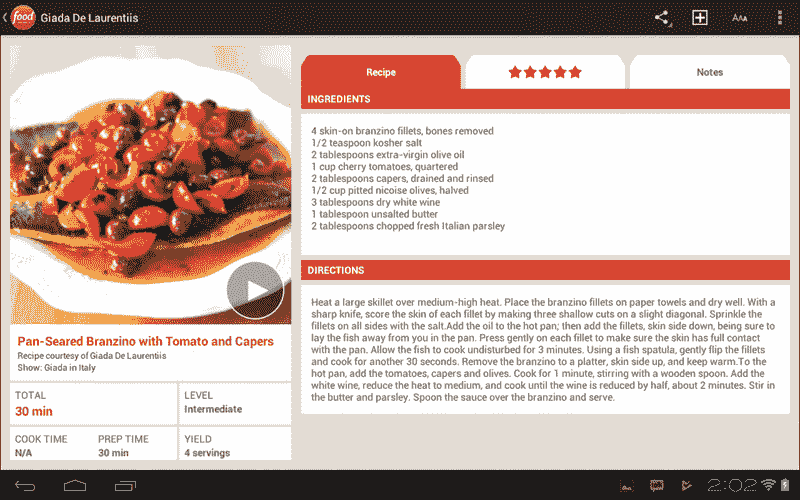 food
Giada De Laurentiis
AAA
Recipe
Notes
INGREDIENTS
4 skin-on branzino fillets, bones removed
1/2 teaspoon kosher salt
2 tablespoons extra-virgin olive oil
1 cup cherry tomatoes, quartered
2 tablespoons capers, drained and rinsed
1/2 cup pitted nicoise olives, halved
3 tablespoons dry white wine
1 tablespoon unsalted butter
2 tablespoons chopped fresh Italian parsley
DIRECTIONS
Heat a large skillet over medium-high heat. Place the branzino fillets on paper towels and dry well. With a
sharp knife, score the skin of each fillet by making three shallow cuts on a slight diagonal. Sprinkle the
fillets on all sides with the salt.Add the oil to the hot pan; then add the fillets, skin side down, being sure to
lay the fish away from you in the pan. Press gently on each fillet to make sure the skin has full contact
with the pan. Allow the fish to cook undisturbed for 3 minutes. Using a fish spatula, gently flip the fillets
and cook for another 30 seconds. Remove the branzino to a platter, skin side up, and keep warm.To the
hot pan, add the tomatoes, capers and olives. Cook for 1 minute, stirring with a wooden spoon. Add the
white wine, reduce the heat to medium, and cook until the wine is reduced by half, about 2 minutes. Stir in
the butter and parsley. Spoon the sauce over the branzino and serve.
Pan-Seared Branzino with Tomato and Capers
Recipe courtesy of Giada De Laurentiis
Show: Giada in Italy
TOTAL
30 min
LEVEL
Intermediate
COOK TIME
N/A
PREP TIME
30 min
YIELD
4 servings
2:02